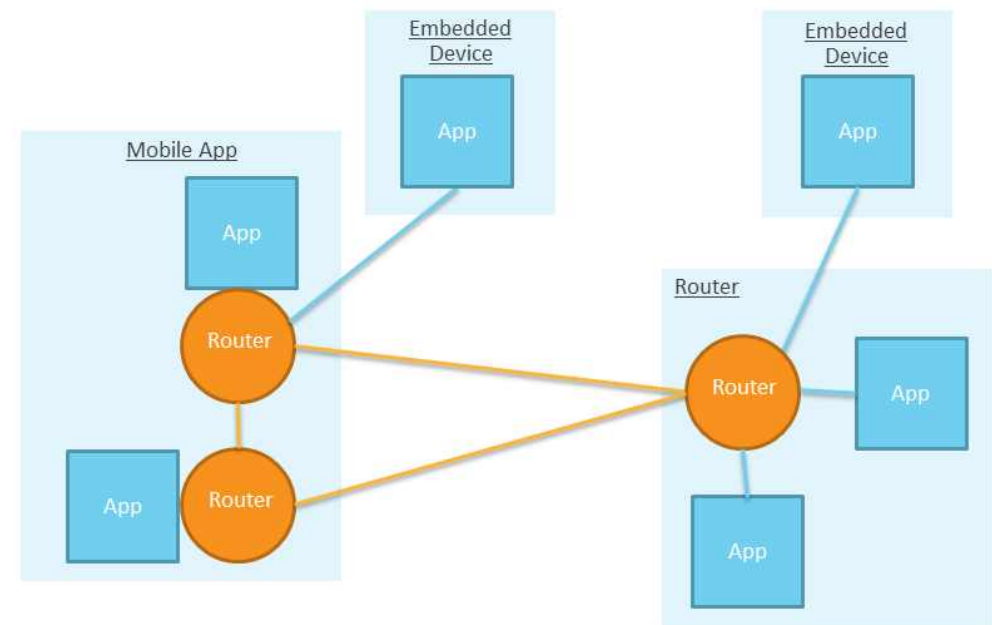 Embedded
Device
App
Embedded
Device
App
Mobile App
App
Router
Router
App
Router
Router
App
App